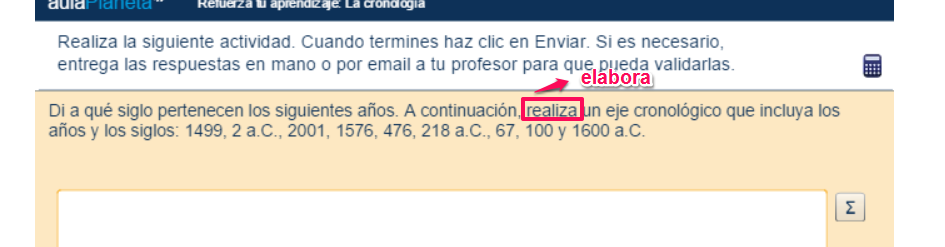 aulaPlaneta
Refuerza tu aprendizaje: La cronología
Realiza la siguiente actividad. Cuando termines haz clic en Enviar. Si es necesario,
entrega las respuestas en mano o por email a tu profesor para que pueda validarlas.
elabora
Di a qué siglo pertenecen los siguientes años. A continuación, realiza un eje cronológico que incluya los
años y los siglos: 1499, 2 a.C., 2001, 1576, 476, 218 a.C., 67, 100 y 1600 a.C.
Σ